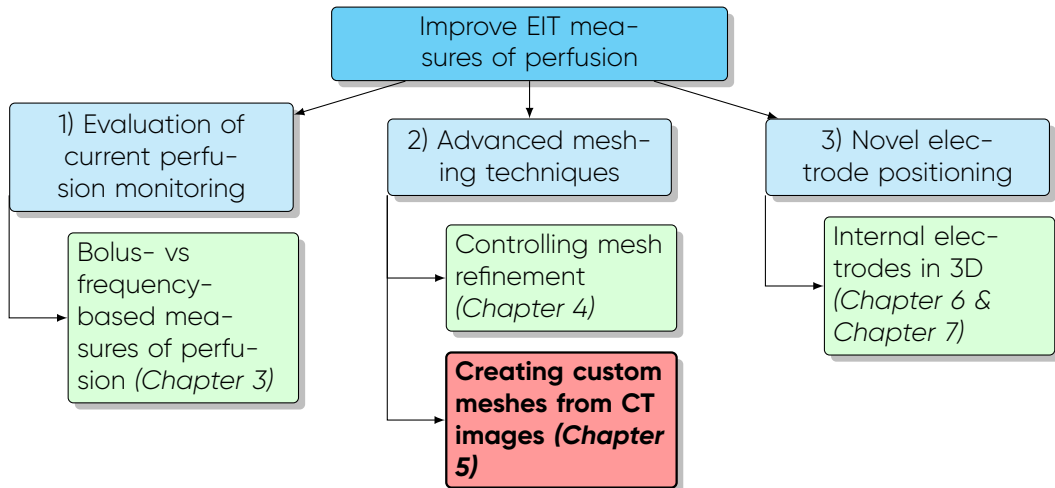 Improve EIT mea-
sures of perfusion
1) Evaluation of
current perfu-
sion monitoring
2) Advanced mesh-
ing techniques
3) Novel elec-
trode positioning
Bolus- vs
frequency-
based mea-
sures of perfu-
sion (Chapter 3)
Controlling mesh
refinement
(Chapter 4)
Creating custom
meshes from CT
images (Chapter
5)
Internal elec-
trodes in 3D
(Chapter 6 &
Chapter 7)